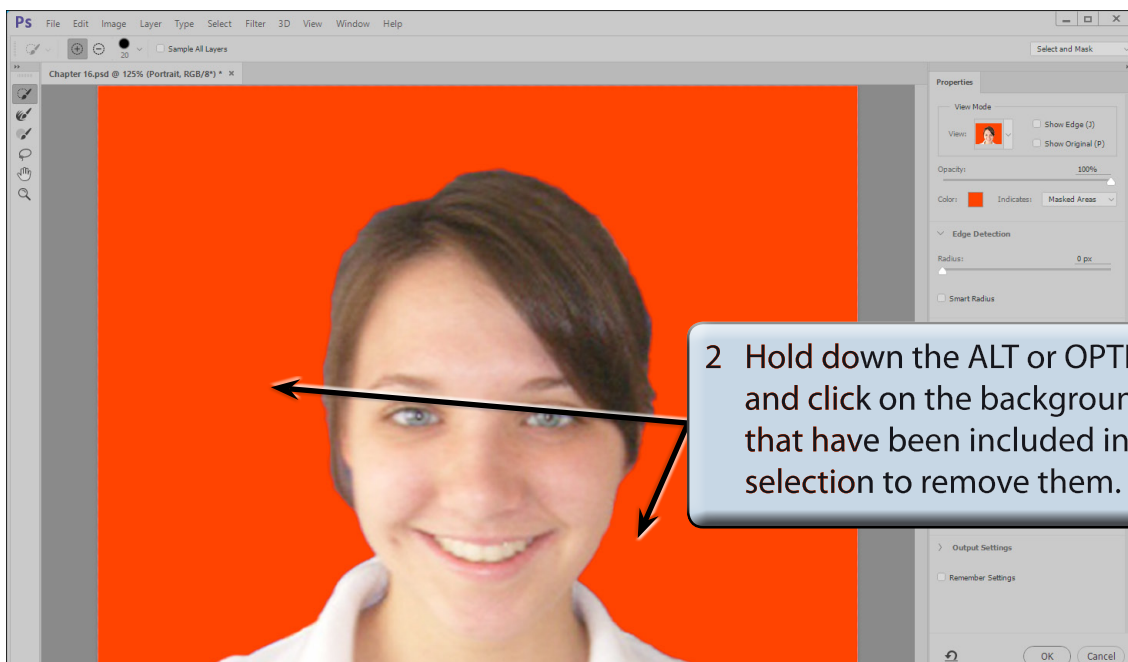 Ps File Edit Image Layer Type Select Filter 3D View Window Help
20 Sample All Layers Select and Mask
Chapter 16.psd @ 125% (Portrait, RGB/8*) * ×
Properties
View Mode
View: Show Edge (J)
Show Original (P)
Opacity: 100%
Color: Indicates: Masked Areas
Edge Detection
Radius: 0 px
Smart Radius
2 Hold down the ALT or
and click on the
that have been included in
selection to remove them.
Output Settings
Remember Settings
OK Cancel